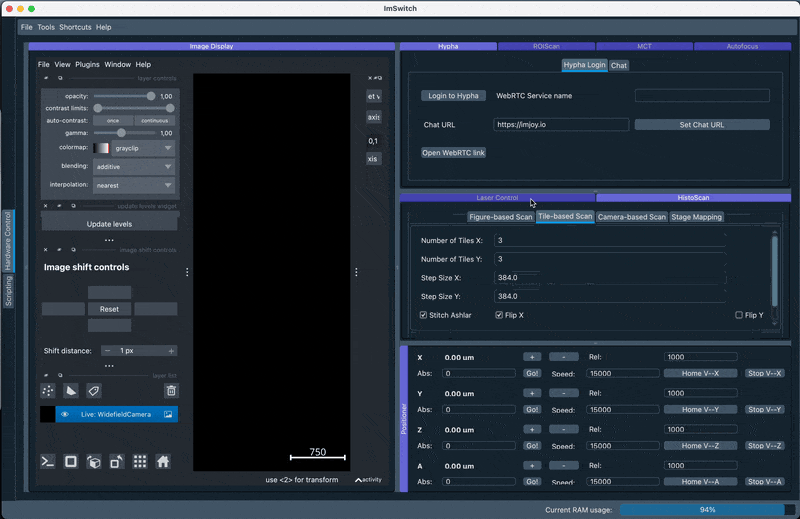 ImSwitch
File Tools Shortcuts Help
Image Display
File View Plugins Window Help
layer controls
opacity: 1,00
contrast limits:
auto-contrast: once continuous
gamma: 1,00
colormap: grayclip
blending: additive
interpolation: nearest
update levels widget
Update levels
image shift controls
Image shift controls
Reset
Shift distance: − 1 px +
layer list
Live: WidefieldCamera
et v
axis
0,1
xis
750
use <2> for transform activity
Hardware Control
Scripting
Hypha ROIScan MCT Autofocus
Hypha Login Chat
Login to Hypha WebRTC Service name
Chat URL https://imjoy.io Set Chat URL
Open WebRTC link
Laser Control HistoScan
Figure-based Scan Tile-based Scan Camera-based Scan Stage Mapping
Number of Tiles X: 3
Number of Tiles Y: 3
Step Size X: 384.0
Step Size Y: 384.0
Stitch Ashlar Flip X Flip Y
Positioner
X 0.00 um + - Rel: 1000
Abs: 0 Go! Speed: 15000 Home V--X Stop V--X
Y 0.00 um + - Rel: 1000
Abs: 0 Go! Speed: 15000 Home V--Y Stop V--Y
Z 0.00 um + - Rel: 1000
Abs: 0 Go! Speed: 15000 Home V--Z Stop V--Z
A 0.00 um + - Rel: 1000
Abs: 0 Go! Speed: 15000 Home V--A Stop V--A
Current RAM usage: 94%